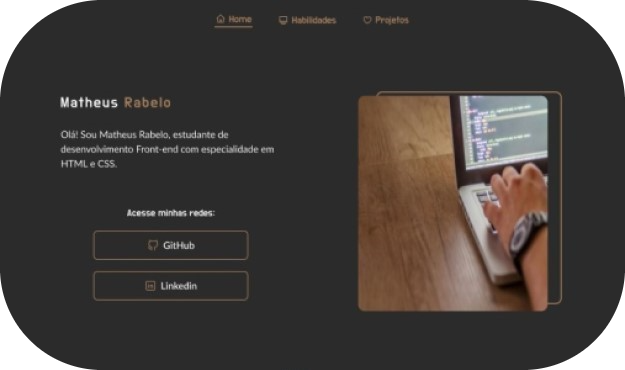 Home
Habilidades
Projetos
Matheus Rabelo
Olá! Sou Matheus Rabelo, estudante de
desenvolvimento Front-end com especialidade em
HTML e CSS.
Acesse minhas redes:
GitHub
Linkedin